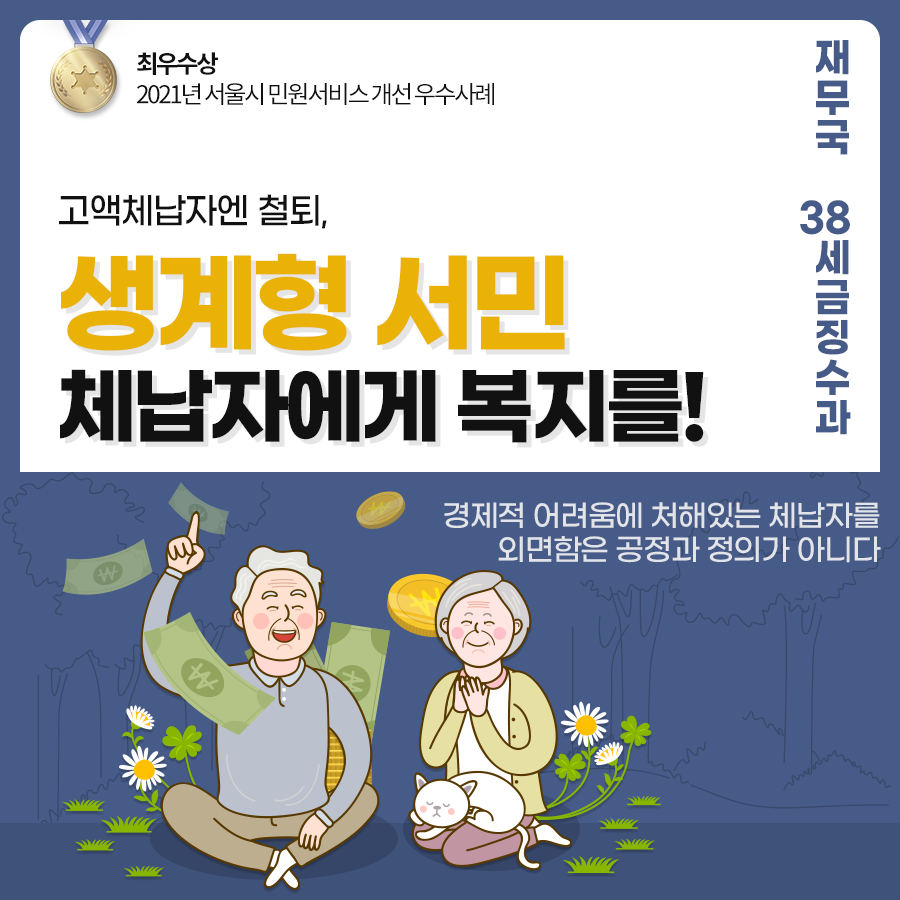 최우수상
2021년 서울시 민원서비스 개선 우수사례
재무국 38세금징수과
고액체납자엔 철퇴,
생계형 서민
체납자에게 복지를!
경제적 어려움에 처해있는 체납자를
외면함은 공정과 정의가 아니다